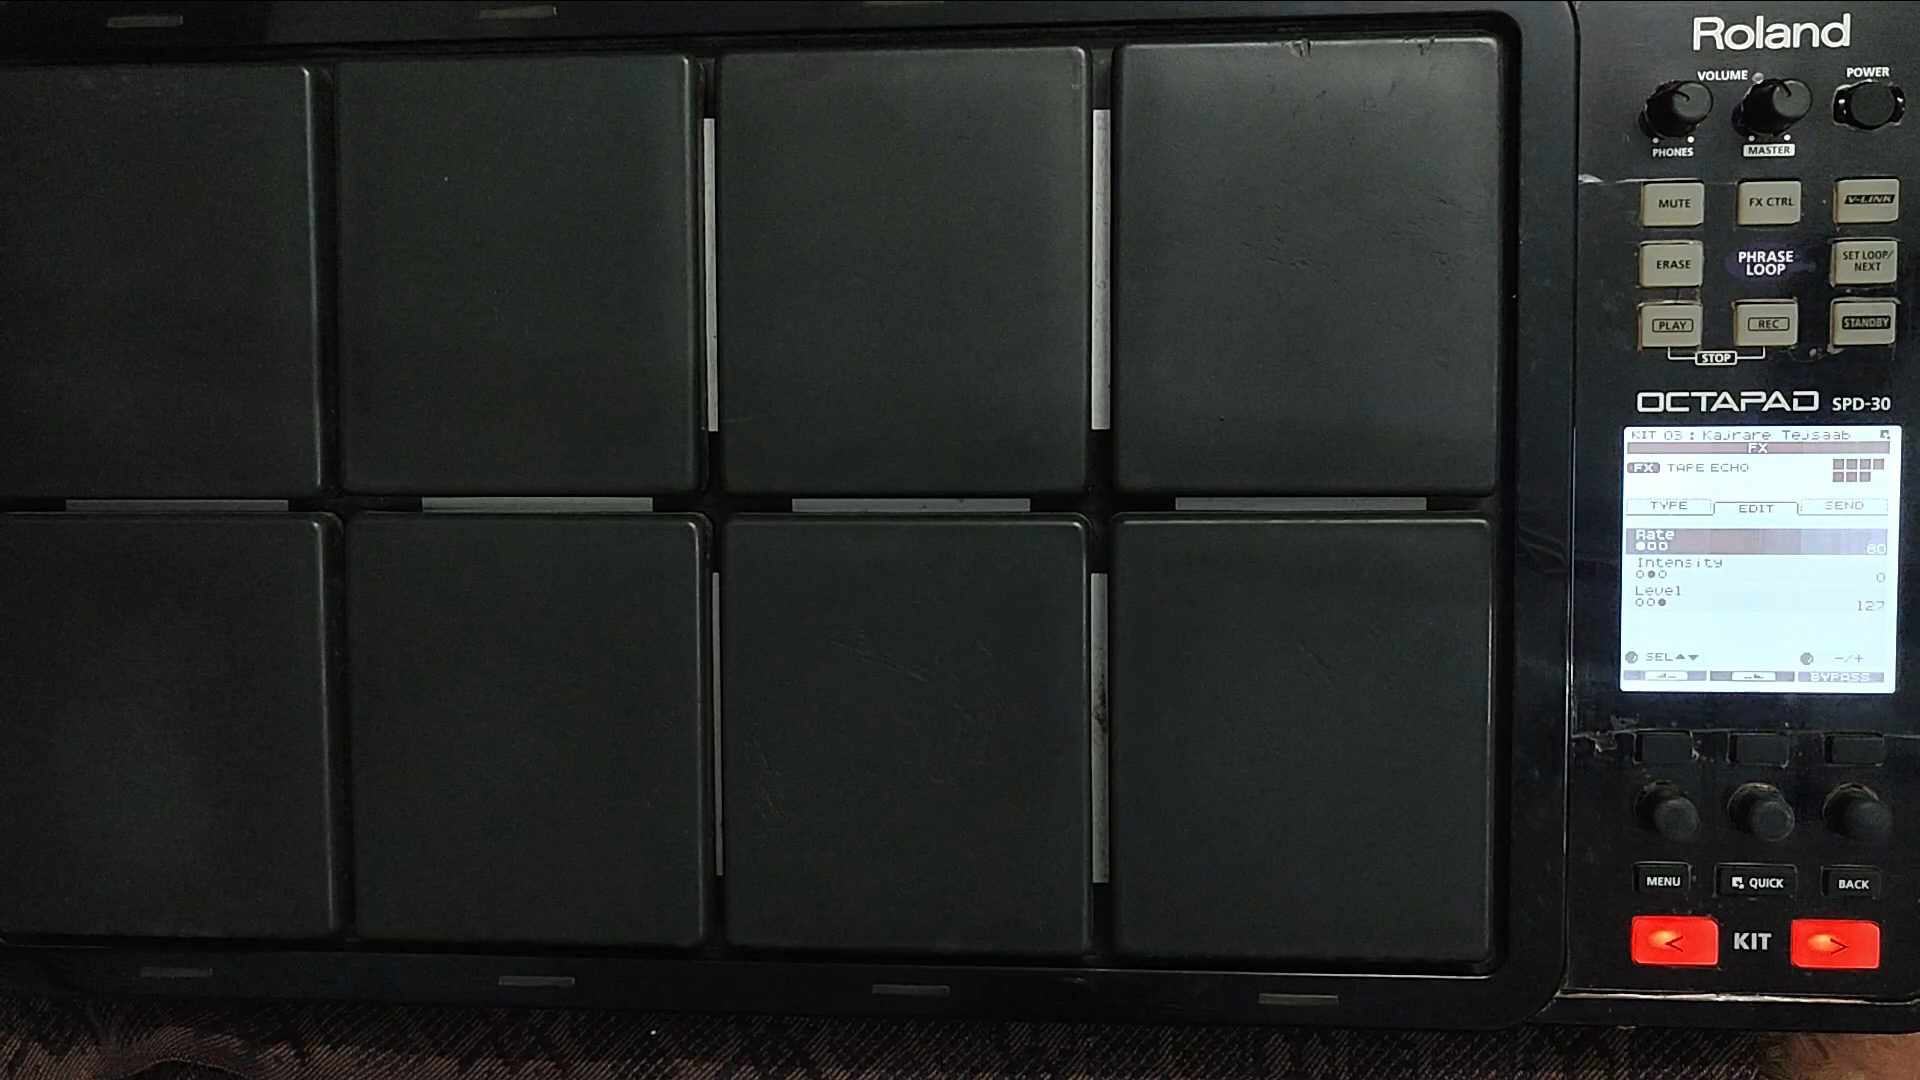 Roland
VOLUME
POWER
PHONES
MASTER
MUTE
FX CTRL
V-LINK
ERASE
PHRASE
LOOP
SET LOOP/
NEXT
PLAY
REC
STANDBY
STOP
OCTAPAD SPD-30
KIT 03 : Kajrare Tejsaab
FX
FX TAPE ECHO
TYPE
EDIT
SEND
Rate
80
Intensity
0
Level
127
SEL▲▼
-/+
BYPASS
MENU
QUICK
BACK
<
KIT
>